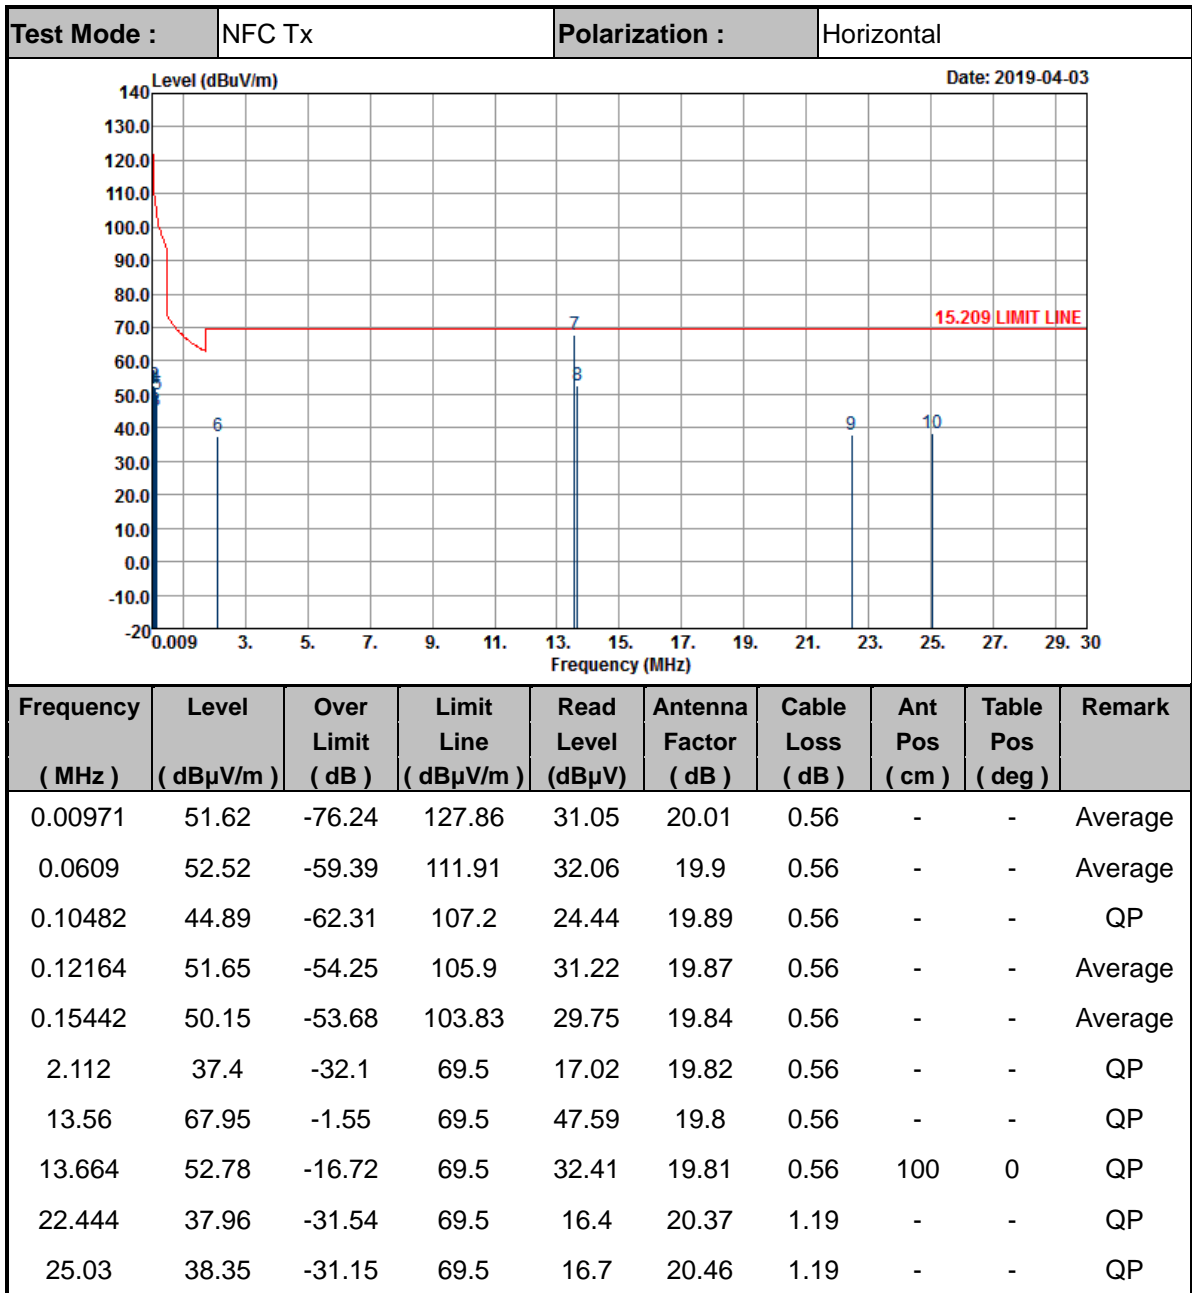 Test Mode : NFC Tx Polarization : Horizontal
Level (dBuV/m) Date: 2019-04-03
140
130.0
120.0
110.0
100.0
90.0
80.0
70.0
60.0
50.0
40.0
30.0
20.0
10.0
0.0
-10.0
-20
15.209 LIMIT LINE
7
8
6
9
10
0.009 3. 5. 7. 9. 11. 13. 15. 17. 19. 21. 23. 25. 27. 29. 30
Frequency (MHz)
Frequency Level Over Limit Read Antenna Cable Ant Table Remark
Limit Line Level Factor Loss Pos Pos
( MHz ) ( dBµV/m ) ( dB ) ( dBµV/m ) (dBµV) ( dB ) ( dB ) ( cm ) ( deg )
0.00971 51.62 -76.24 127.86 31.05 20.01 0.56 - - Average
0.0609 52.52 -59.39 111.91 32.06 19.9 0.56 - - Average
0.10482 44.89 -62.31 107.2 24.44 19.89 0.56 - - QP
0.12164 51.65 -54.25 105.9 31.22 19.87 0.56 - - Average
0.15442 50.15 -53.68 103.83 29.75 19.84 0.56 - - Average
2.112 37.4 -32.1 69.5 17.02 19.82 0.56 - - QP
13.56 67.95 -1.55 69.5 47.59 19.8 0.56 - - QP
13.664 52.78 -16.72 69.5 32.41 19.81 0.56 100 0 QP
22.444 37.96 -31.54 69.5 16.4 20.37 1.19 - - QP
25.03 38.35 -31.15 69.5 16.7 20.46 1.19 - - QP